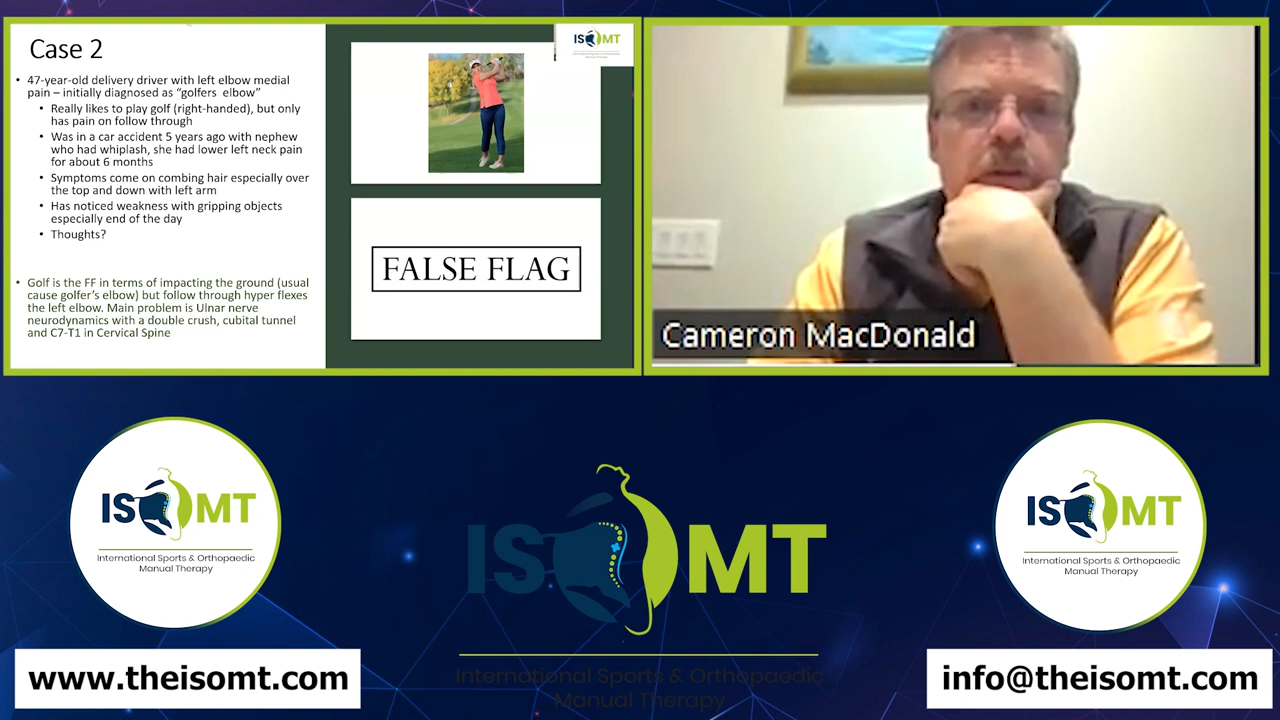 Case 2
• 47-year-old delivery driver with left elbow medial
pain – initially diagnosed as “golfers elbow”
• Really likes to play golf (right-handed), but only
has pain on follow through
• Was in a car accident 5 years ago with nephew
who had whiplash, she had lower left neck pain
for about 6 months
• Symptoms come on combing hair especially over
the top and down with left arm
• Has noticed weakness with gripping objects
especially end of the day
• Thoughts?
• Golf is the FF in terms of impacting the ground (usual
cause golfer’s elbow) but follow through hyper flexes
the left elbow. Main problem is Ulnar nerve
neurodynamics with a double crush, cubital tunnel
and C7-T1 in Cervical Spine
ISOMT
FALSE FLAG
Cameron MacDonald
ISOMT
International Sports & Orthopaedic
Manual Therapy
ISOMT
International Sports & Orthopaedic
Manual Therapy
ISOMT
International Sports & Orthopaedic
Manual Therapy
www.theisomt.com
info@theisomt.com